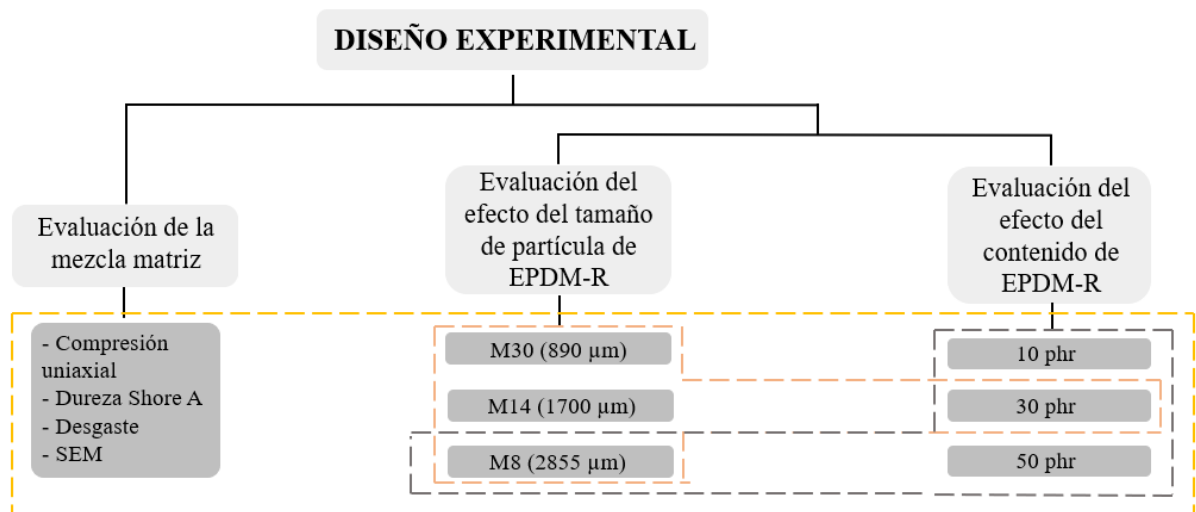 DISEÑO EXPERIMENTAL
Evaluación de la
mezcla matriz
- Compresión
uniaxial
- Dureza Shore A
- Desgaste
- SEM
Evaluación del
efecto del tamaño
de partícula de
EPDM-R
M30 (890 µm)
M14 (1700 µm)
M8 (2855 µm)
Evaluación del
efecto del
contenido de
EPDM-R
10 phr
30 phr
50 phr